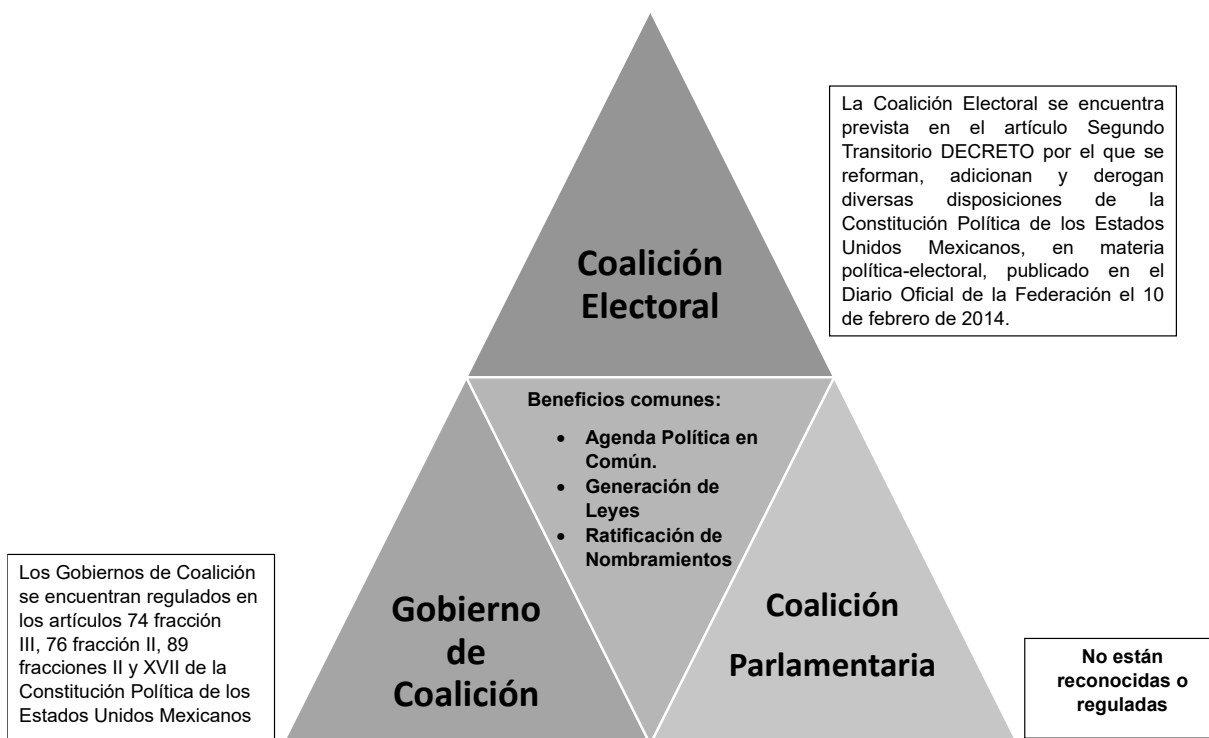 Coalición
Electoral
La Coalición Electoral se encuentra
prevista en el artículo Segundo
Transitorio DECRETO por el que se
reforman, adicionan y derogan
diversas disposiciones de la
Constitución Política de los Estados
Unidos Mexicanos, en materia
política-electoral, publicado en el
Diario Oficial de la Federación el 10
de febrero de 2014.
Beneficios comunes:
• Agenda Política en
Común.
• Generación de
Leyes
• Ratificación de
Nombramientos
Los Gobiernos de Coalición
se encuentran regulados en
los artículos 74 fracción
III, 76 fracción II, 89
fracciones II y XVII de la
Constitución Política de los
Estados Unidos Mexicanos
Gobierno
de
Coalición
Coalición
Parlamentaria
No están
reconocidas o
reguladas